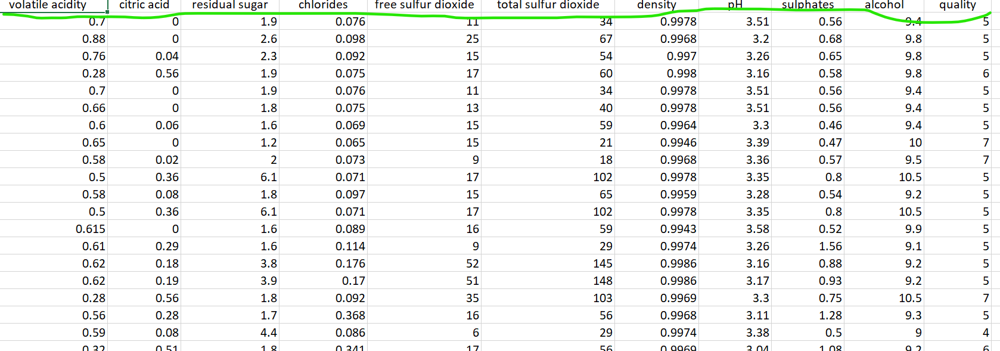 volatile acidity citric acid residual sugar chlorides free sulfur dioxide total sulfur dioxide density pH sulphates alcohol quality
0.7 0 1.9 0.076 11 34 0.9978 3.51 0.56 9.4 5
0.88 0 2.6 0.098 25 67 0.9968 3.2 0.68 9.8 5
0.76 0.04 2.3 0.092 15 54 0.997 3.26 0.65 9.8 5
0.28 0.56 1.9 0.075 17 60 0.998 3.16 0.58 9.8 6
0.7 0 1.9 0.076 11 34 0.9978 3.51 0.56 9.4 5
0.66 0 1.8 0.075 13 40 0.9978 3.51 0.56 9.4 5
0.6 0.06 1.6 0.069 15 59 0.9964 3.3 0.46 9.4 5
0.65 0 1.2 0.065 15 21 0.9946 3.39 0.47 10 7
0.58 0.02 2 0.073 9 18 0.9968 3.36 0.57 9.5 7
0.5 0.36 6.1 0.071 17 102 0.9978 3.35 0.8 10.5 5
0.58 0.08 1.8 0.097 15 65 0.9959 3.28 0.54 9.2 5
0.5 0.36 6.1 0.071 17 102 0.9978 3.35 0.8 10.5 5
0.615 0 1.6 0.089 16 59 0.9943 3.58 0.52 9.9 5
0.61 0.29 1.6 0.114 9 29 0.9974 3.26 1.56 9.1 5
0.62 0.18 3.8 0.176 52 145 0.9986 3.16 0.88 9.2 5
0.62 0.19 3.9 0.17 51 148 0.9986 3.17 0.93 9.2 5
0.28 0.56 1.8 0.092 35 103 0.9969 3.3 0.75 10.5 7
0.56 0.28 1.7 0.368 16 56 0.9968 3.11 1.28 9.3 5
0.59 0.08 4.4 0.086 6 29 0.9974 3.38 0.5 9 4
0.32 0.51 1.8 0.341 17 56 0.9969 3.04 1.08 9.2 6